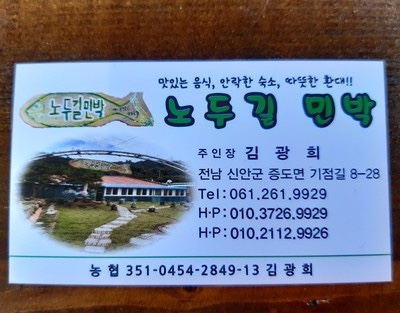 맛있는 음식, 안락한 숙소, 따뜻한 환대!!
노두길민박
노두길 민박
주인장 김 광 희
전남 신안군 증도면 기점길 8-28
Tel:061.261.9929
H·P:010.3726.9929
H·P:010.2112.9926
농협 351-0454-2849-13 김광희